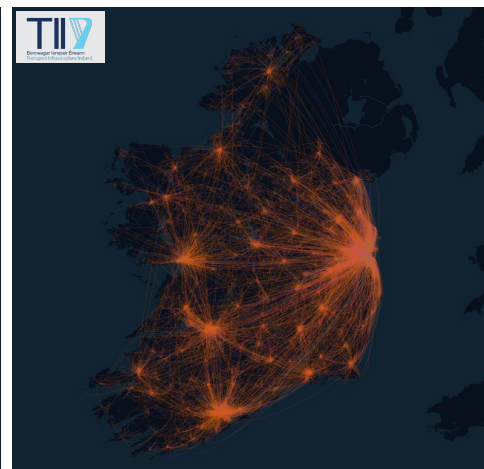 TII
Bonneagar Iompair Éireann
Transport Infrastructure Ireland